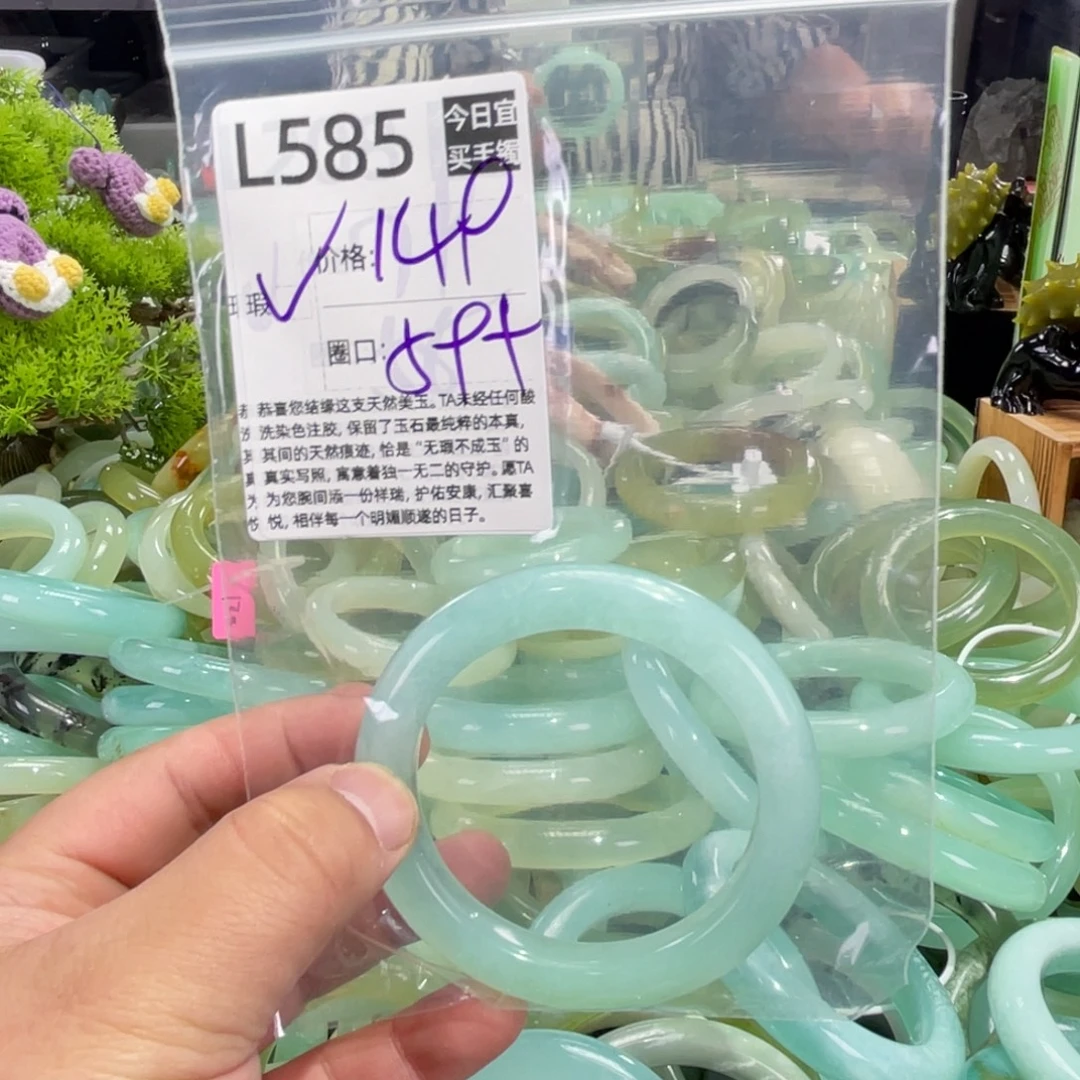 L585
今日宜
买手镯
价格:140
瑕
圈口:59+
恭喜您结缘这支天然美玉。TA未经任何酸
洗染色注胶, 保留了玉石最纯粹的本真,
其间的天然痕迹, 恰是“无瑕不成玉”的
真实写照, 寓意着独一无二的守护。愿TA
为您腕间添一份祥瑞, 护佑安康, 汇聚喜
悦, 相伴每一个明媚顺遂的日子。